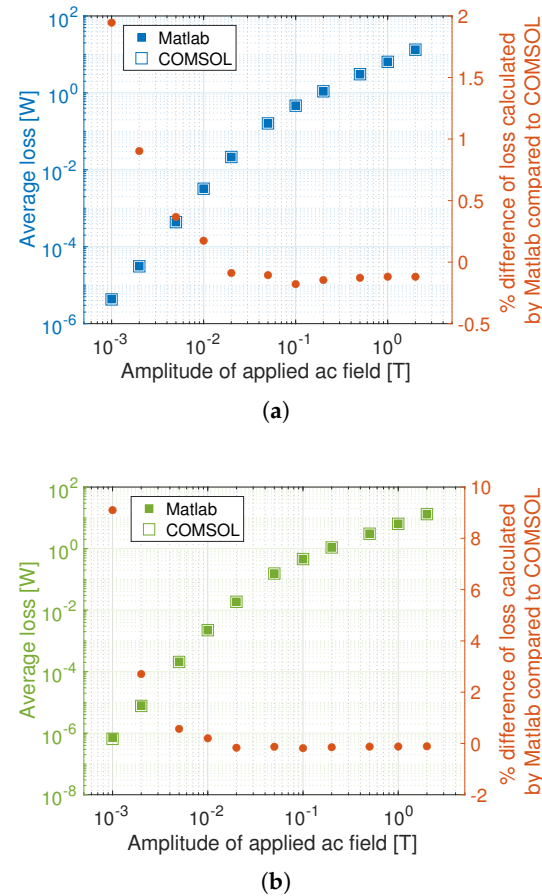 Matlab
COMSOL
Average loss [W]
10^2
10^0
10^-2
10^-4
10^-6
2
1.5
1
0.5
0
-0.5
% difference of loss calculated
by Matlab compared to COMSOL
10^-3
10^-2
10^-1
10^0
Amplitude of applied ac field [T]
(a)
Matlab
COMSOL
Average loss [W]
10^2
10^0
10^-2
10^-4
10^-6
10^-8
10
8
6
4
2
0
-2
% difference of loss calculated
by Matlab compared to COMSOL
10^-3
10^-2
10^-1
10^0
Amplitude of applied ac field [T]
(b)